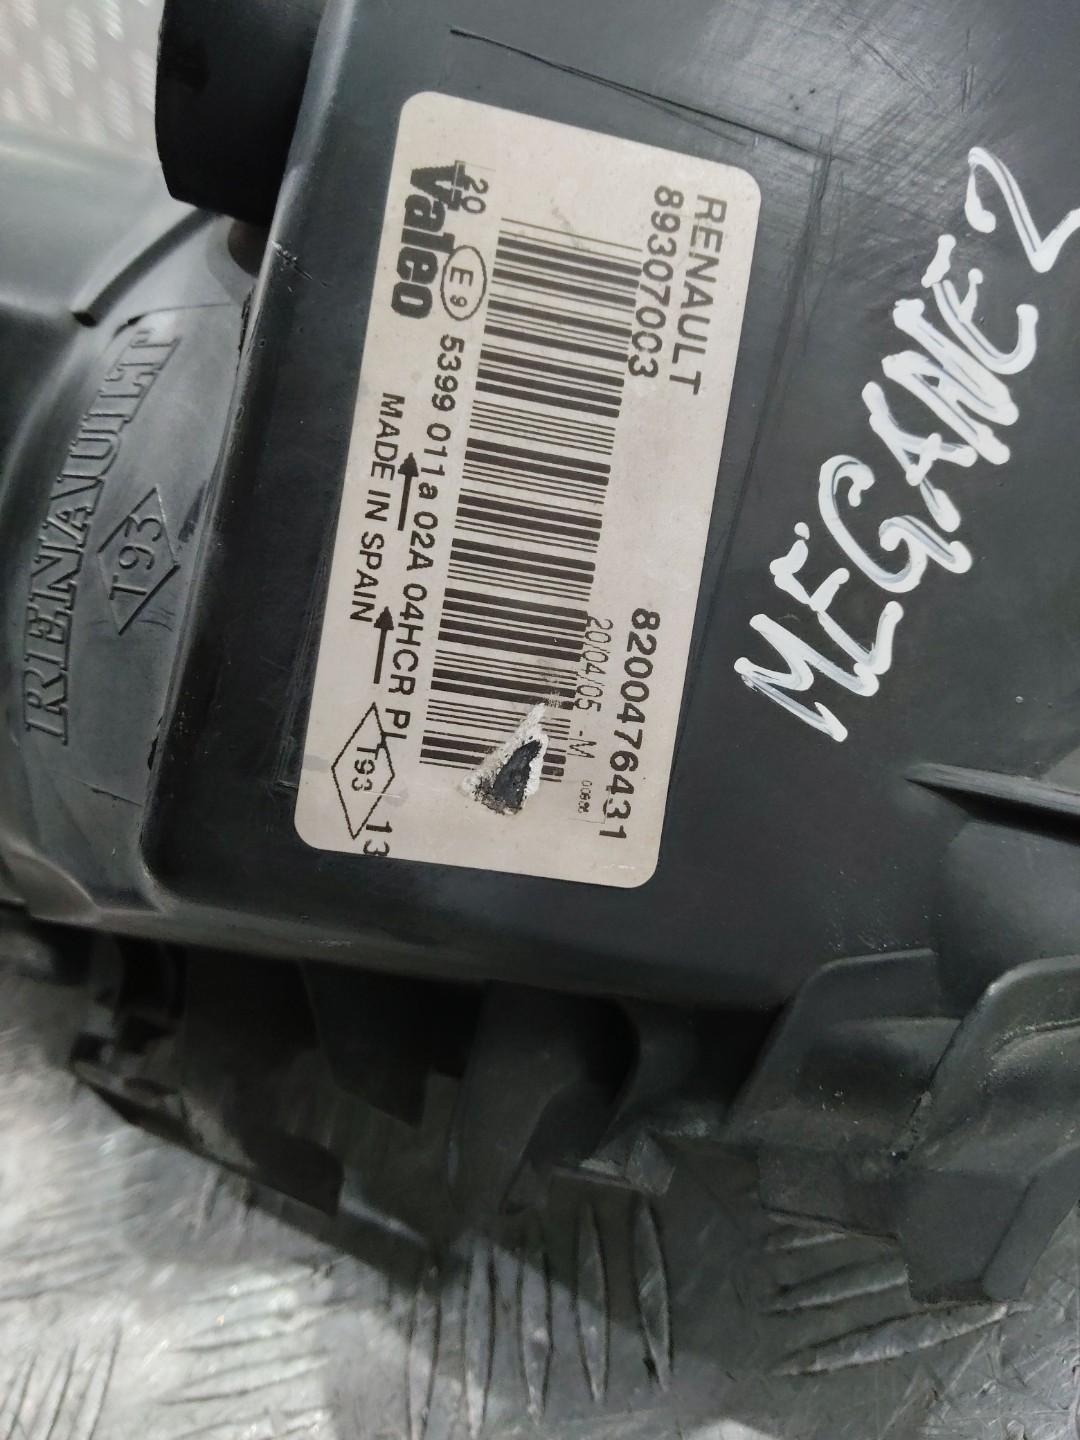 RENAULT
89307003
8200476431
20/04/05 -M
20
Valeo
E9 5399 011a 02A 04HCR PL T93 13
MADE IN SPAIN
RENAULT
T93
MEGANE 2